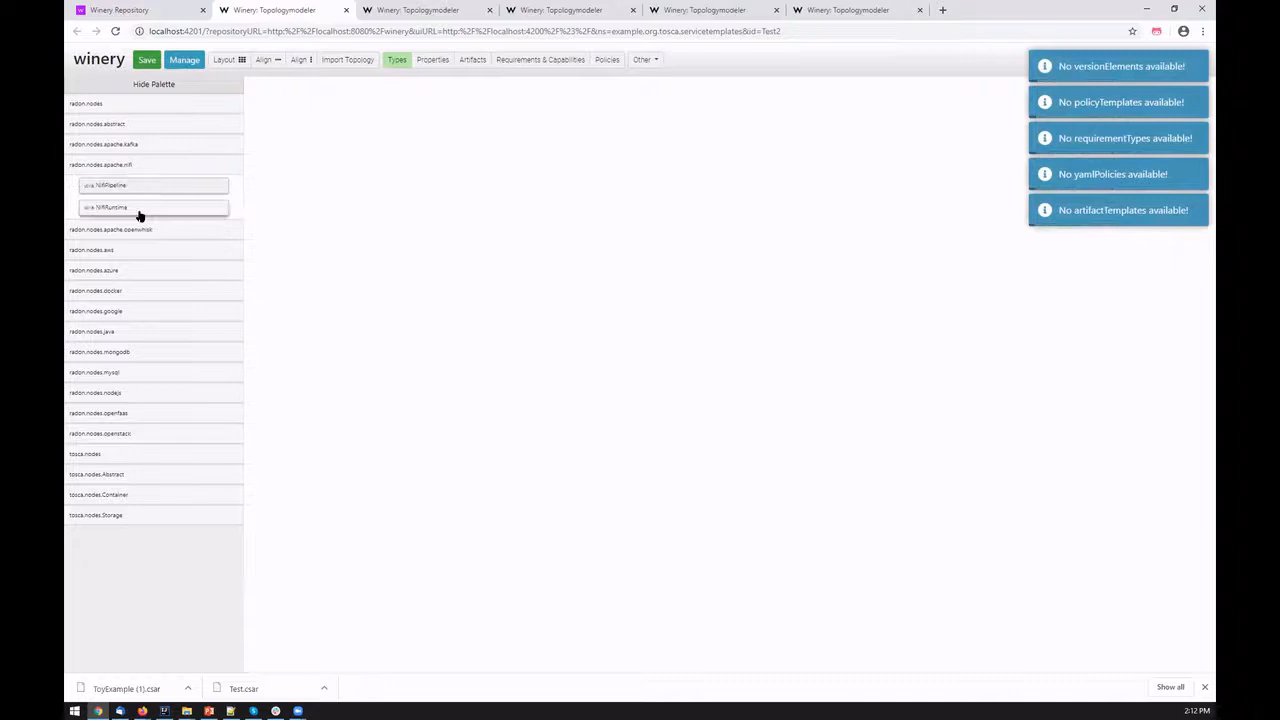 Winery Repository
Winery: Topologymodeler
Winery: Topologymodeler
Winery: Topologymodeler
Winery: Topologymodeler
Winery: Topologymodeler
localhost:4201/?repositoryURL=http:%2F%2Flocalhost:8080%2Fwinery&uiURL=http:%2F%2Flocalhost:4200%2F%23%2F&ns=example.org.tosca.servicetemplates&id=Test2
winery
Save
Manage
Layout
Align
Align
Import Topology
Types
Properties
Artifacts
Requirements & Capabilities
Policies
Other
Hide Palette
radon.nodes
radon.nodes.abstract
radon.nodes.apache.kafka
radon.nodes.apache.nifi
NifiPipeline
NifiRuntime
radon.nodes.apache.openwhisk
radon.nodes.aws
radon.nodes.azure
radon.nodes.docker
radon.nodes.google
radon.nodes.java
radon.nodes.mongodb
radon.nodes.mysql
radon.nodes.nodejs
radon.nodes.openfaas
radon.nodes.openstack
tosca.nodes
tosca.nodes.Abstract
tosca.nodes.Container
tosca.nodes.Storage
No versionElements available!
No policyTemplates available!
No requirementTypes available!
No yamlPolicies available!
No artifactTemplates available!
ToyExample (1).csar
Test.csar
Show all
2:12 PM